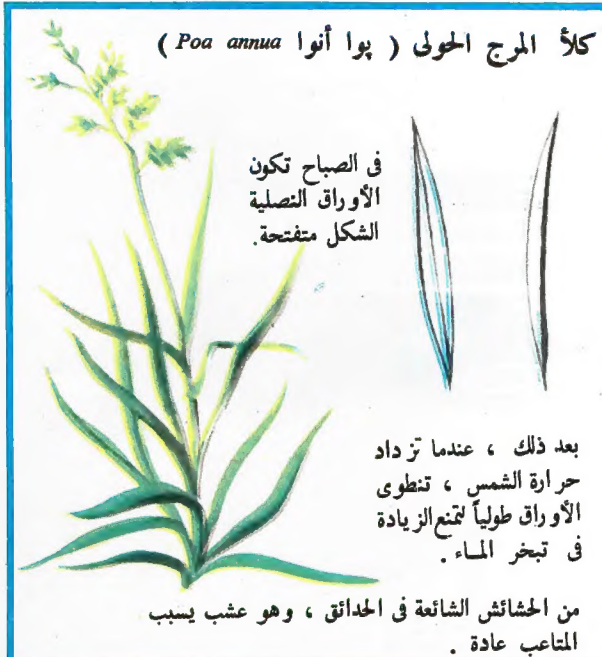 كلأ المرج الحولى ( پوا أنوا Poa annua )
فى الصباح تكون
الأوراق النصلية
الشكل متفتحة.
بعد ذلك ، عندما تزداد
حرارة الشمس ، تنطوى
الأوراق طولياً لتمنع الزيادة
فى تبخر المـاء .
من الحشائش الشائعة فى الحدائق ، وهو عشب يسبب
المتاعب عادة .